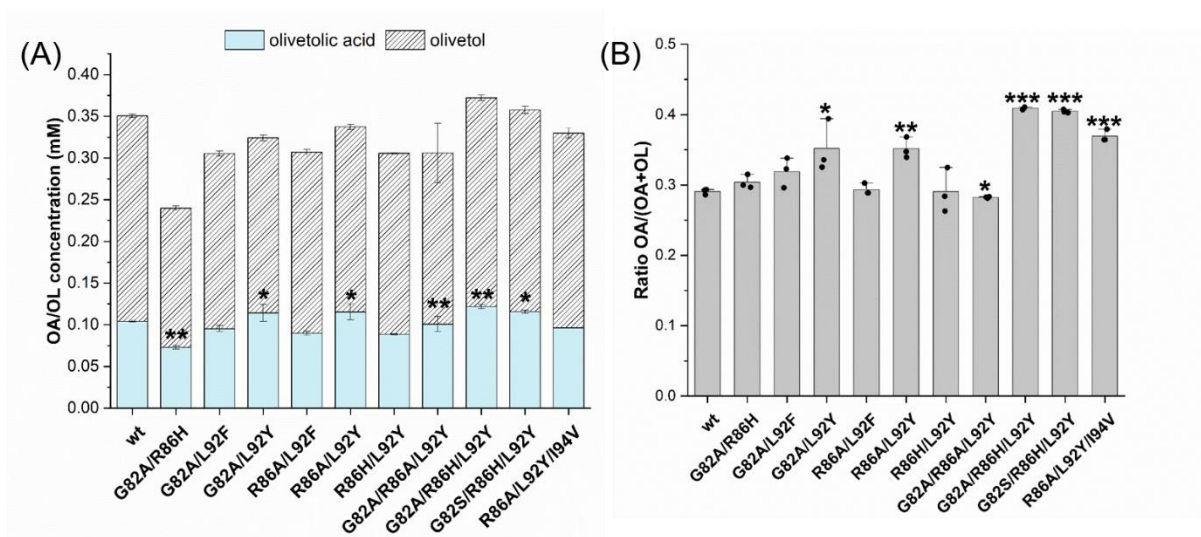 (A)
olivetolic acid
olivetol
OA/OL concentration (mM)
0.40
0.35
0.30
0.25
0.20
0.15
0.10
0.05
0.00
**
*
*
**
**
*
wt
G82A/R86H
G82A/L92F
G82A/L92Y
R86A/L92F
R86A/L92Y
R86H/L92Y
G82A/R86A/L92Y
G82A/R86H/L92Y
G82S/R86H/L92Y
R86A/L92Y/I94V
(B)
Ratio OA/(OA+OL)
0.5
0.4
0.3
0.2
0.1
0.0
*
**
*
***
***
***
wt
G82A/R86H
G82A/L92F
G82A/L92Y
R86A/L92F
R86A/L92Y
R86H/L92Y
G82A/R86A/L92Y
G82A/R86H/L92Y
G82S/R86H/L92Y
R86A/L92Y/I94V